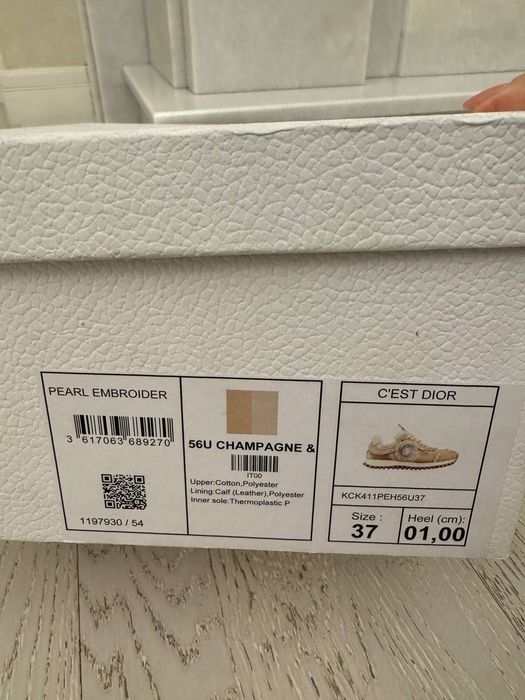 PEARL EMBROIDER
3 617063 689270
1197930 / 54
56U CHAMPAGNE &
IT00
Upper:Cotton,Polyester
Lining:Calf (Leather),Polyester
Inner sole:Thermoplastic P
C'EST DIOR
KCK411PEH56U37
Size :
37
Heel (cm):
01,00